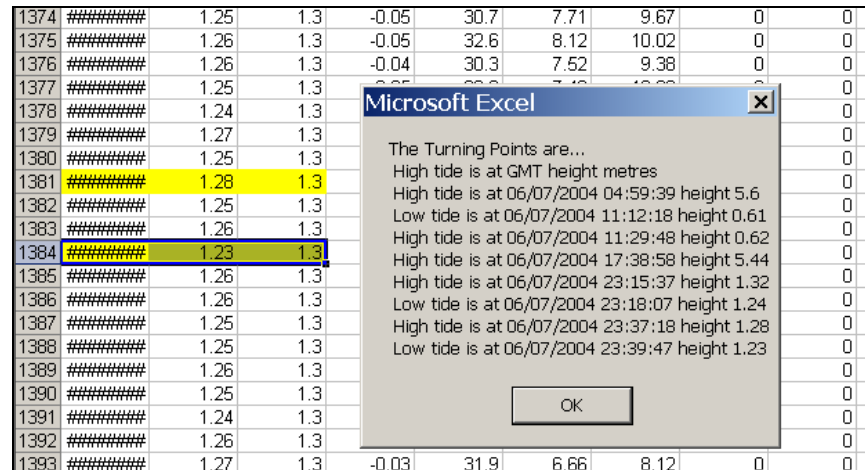 1374 ######### 1.25 1.3 -0.05 30.7 7.71 9.67 0 0
1375 ######### 1.26 1.3 -0.05 32.6 8.12 10.02 0 0
1376 ######### 1.26 1.3 -0.04 30.3 7.52 9.38 0 0
1377 ######### 1.25 1.3
1378 ######### 1.24 1.3 0
1379 ######### 1.27 1.3 0
1380 ######### 1.25 1.3 0
1381 ######### 1.28 1.3 0
1382 ######### 1.25 1.3 0
1383 ######### 1.26 1.3 0
1384 ######### 1.23 1.3 0
1385 ######### 1.26 1.3 0
1386 ######### 1.26 1.3 0
1387 ######### 1.25 1.3 0
1388 ######### 1.25 1.3 0
1389 ######### 1.26 1.3 0
1390 ######### 1.25 1.3 0
1391 ######### 1.24 1.3 0
1392 ######### 1.26 1.3 0
1393 ######### 1.27 1.3 -0.03 31.9 6.66 8.12 0 0
Microsoft Excel
The Turning Points are...
High tide is at GMT height metres
High tide is at 06/07/2004 04:59:39 height 5.6
Low tide is at 06/07/2004 11:12:18 height 0.61
High tide is at 06/07/2004 11:29:48 height 0.62
High tide is at 06/07/2004 17:38:58 height 5.44
High tide is at 06/07/2004 23:15:37 height 1.32
Low tide is at 06/07/2004 23:18:07 height 1.24
High tide is at 06/07/2004 23:37:18 height 1.28
Low tide is at 06/07/2004 23:39:47 height 1.23
OK